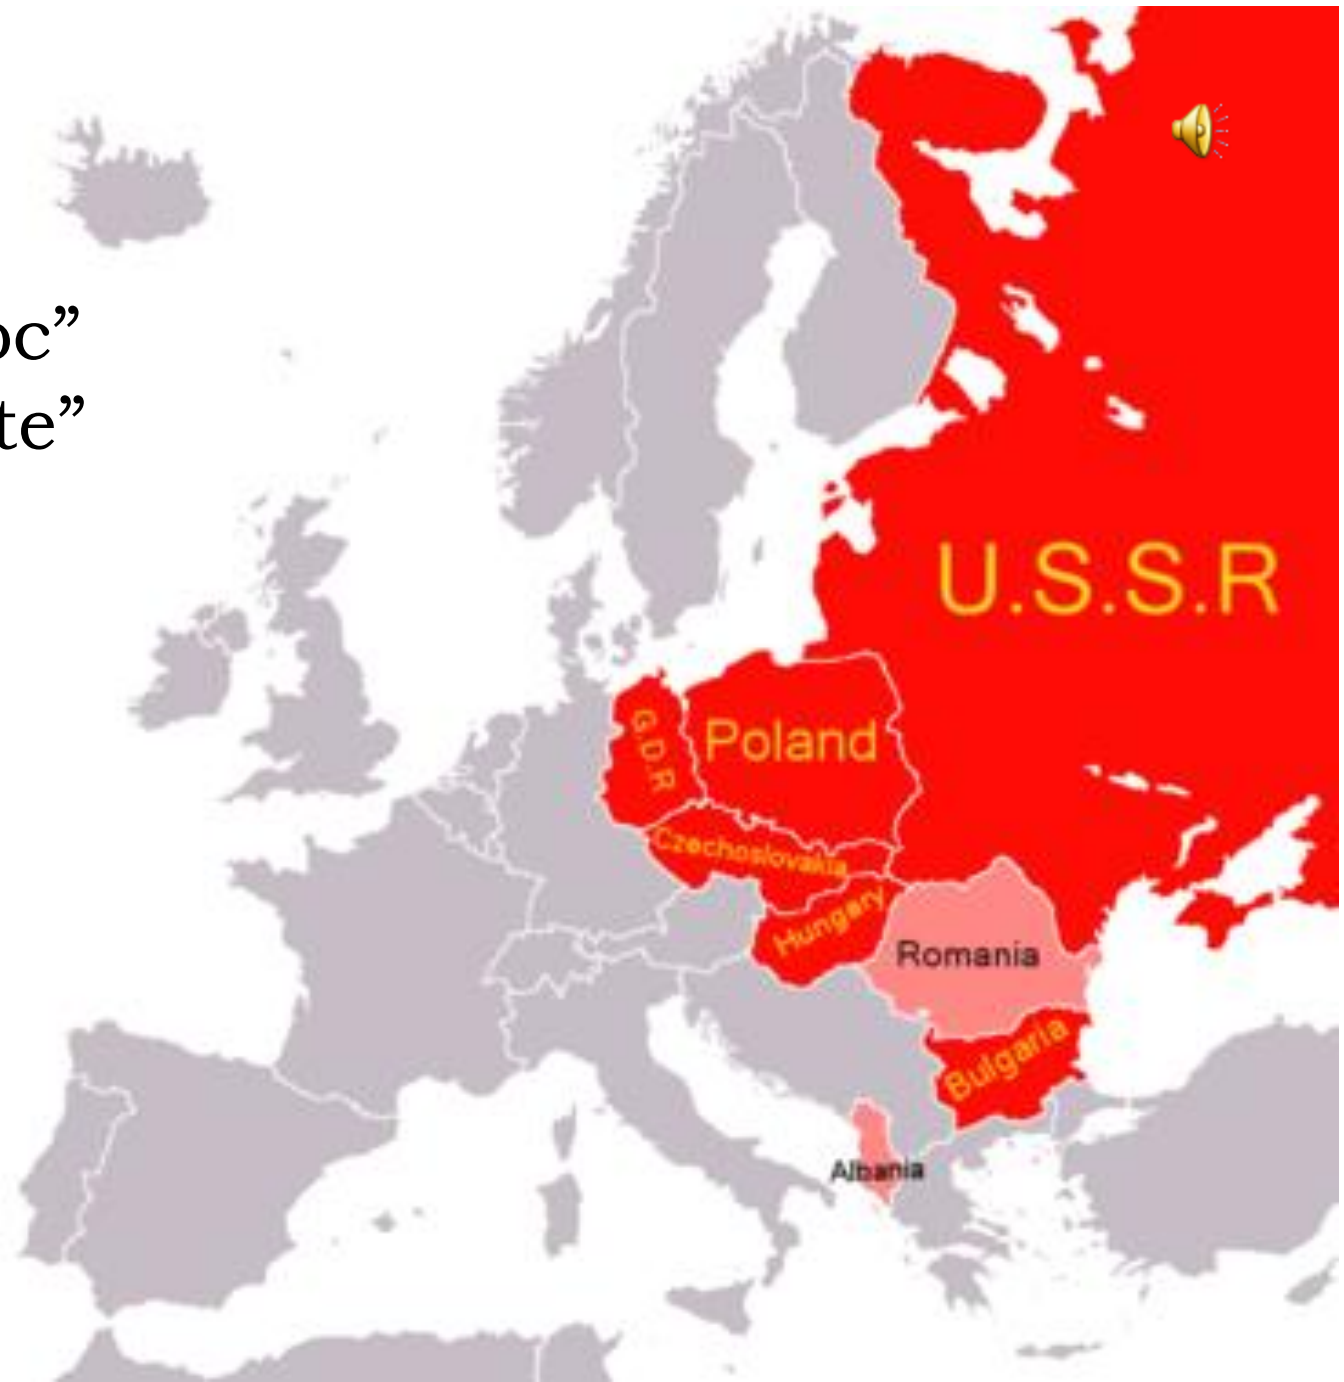 oc”
te”
U.S.S.R
G.D.R
Poland
Czechoslovakia
Hungary
Romania
Bulgaria
Albania